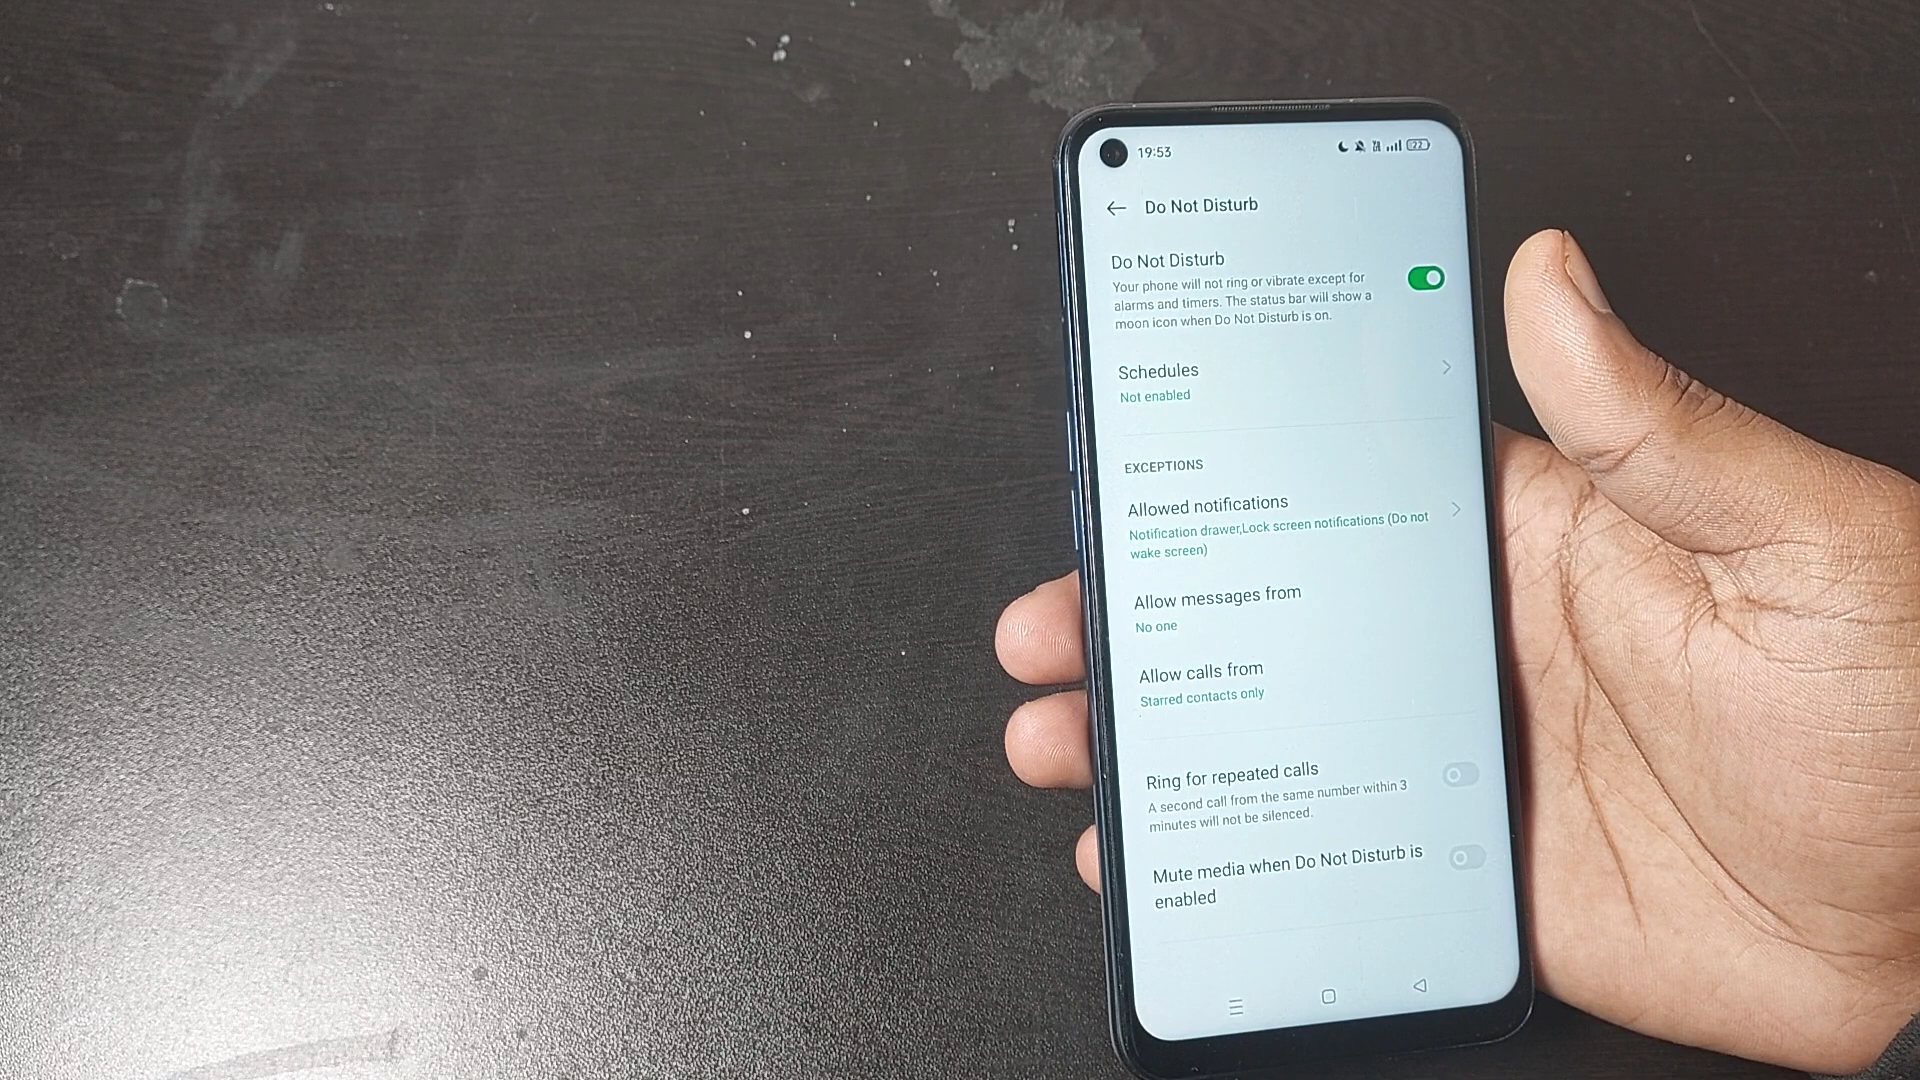 19:53
22
Do Not Disturb
Do Not Disturb
Your phone will not ring or vibrate except for
alarms and timers. The status bar will show a
moon icon when Do Not Disturb is on.
Schedules
Not enabled
EXCEPTIONS
Allowed notifications
Notification drawer,Lock screen notifications (Do not
wake screen)
Allow messages from
No one
Allow calls from
Starred contacts only
Ring for repeated calls
A second call from the same number within 3
minutes will not be silenced.
Mute media when Do Not Disturb is
enabled